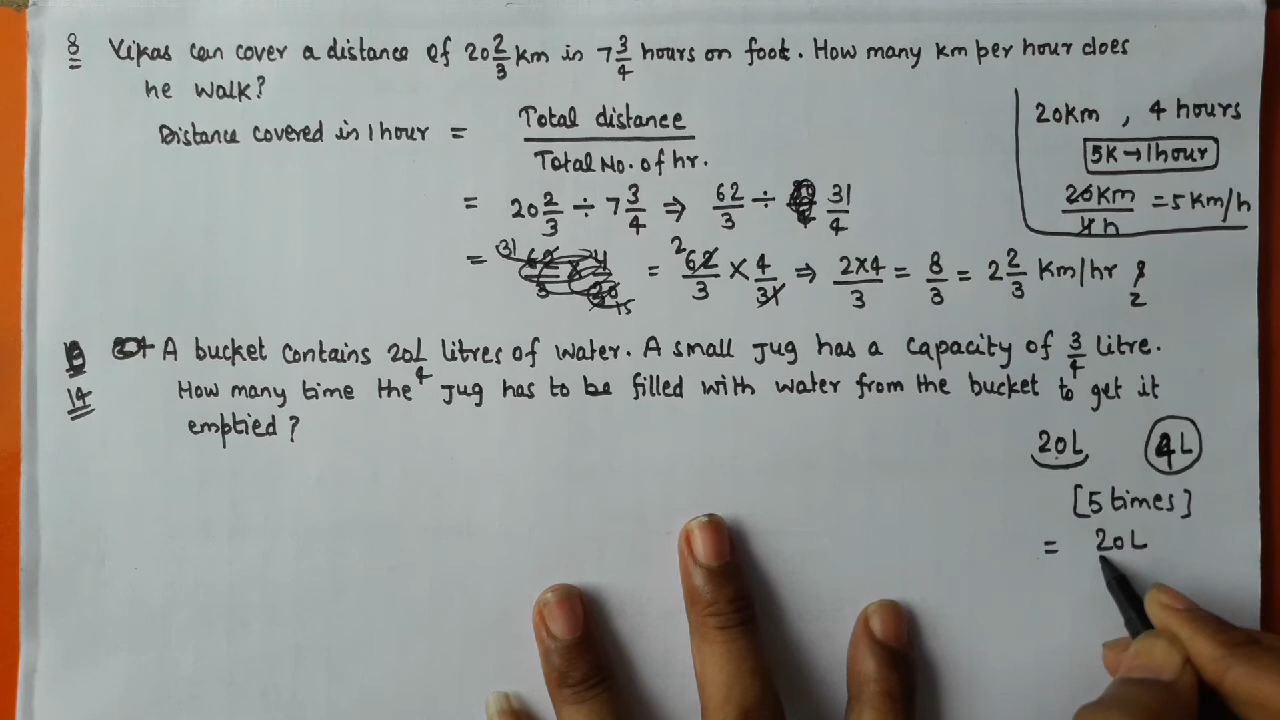 8 Vikas can cover a distance of 20 2/3 km in 7 3/4 hours on foot. How many km per hour does
he walk?
Distance covered in 1 hour = Total distance / Total No. of hr.
= 20 2/3 ÷ 7 3/4 ⇒ 62/3 ÷ 31/4
= 62/3 × 4/31 ⇒ 2×4/3 = 8/3 = 2 2/3 Km/hr
20km , 4 hours
5K→1hour
20km/4h = 5km/h
14 A bucket contains 20L litres of water. A small Jug has a capacity of 3/4 litre.
How many time the Jug has to be filled with water from the bucket to get it
emptied?
20L 4L
[5 times]
= 20L